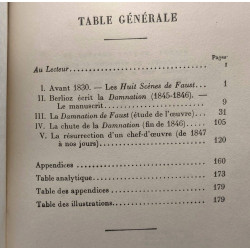 TABLE GÉNÉRALE
Pages
Au Lecteur . . . . . . . . . . . . . 1
I. Avant 1830. — Les Huit Scènes de Faust. . . 1
II. Berlioz écrit la Damnation (1845-1846). —
Le manuscrit . . . . . . . . . . . 9
III. La Damnation de Faust (étude de l'œuvre) . 31
IV. La chute de la Damnation (fin de 1846) . . . 105
V. La résurrection d'un chef-d'œuvre (de 1847
à nos jours) . . . . . . . . . . . 120
Appendices . . . . . . . . . . . . . 160
Table analytique . . . . . . . . . . . 173
Table des appendices . . . . . . . . . . 179
Table des illustrations . . . . . . . . . . 179